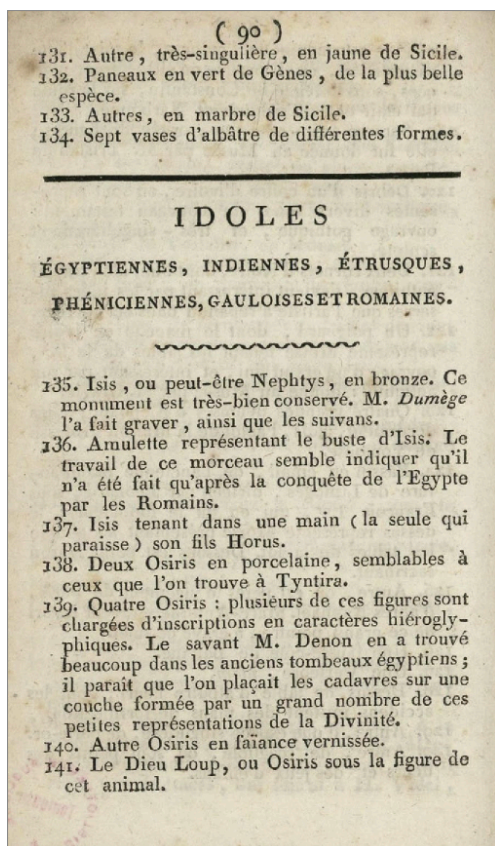 ( 90 )
131. Autre, très-singulière, en jaune de Sicile.
132. Paneaux en vert de Gènes, de la plus belle
espèce.
133. Autres, en marbre de Sicile.
134. Sept vases d'albâtre de différentes formes.
IDOLES
ÉGYPTIENNES, INDIENNES, ÉTRUSQUES,
PHÉNICIENNES, GAULOISES ET ROMAINES.
135. Isis, ou peut-être Nephtys, en bronze. Ce
monument est très-bien conservé. M. Dumège
l'a fait graver, ainsi que les suivans.
136. Amulette représentant le buste d'Isis. Le
travail de ce morceau semble indiquer qu'il
n'a été fait qu'après la conquête de l'Egypte
par les Romains.
137. Isis tenant dans une main (la seule qui
paraisse) son fils Horus.
138. Deux Osiris en porcelaine, semblables à
ceux que l'on trouve à Tyntira.
139. Quatre Osiris : plusieurs de ces figures sont
chargées d'inscriptions en caractères hiérogly-
phiques. Le savant M. Denon en a trouvé
beaucoup dans les anciens tombeaux égyptiens ;
il paraît que l'on plaçait les cadavres sur une
couche formée par un grand nombre de ces
petites représentations de la Divinité.
140. Autre Osiris en faïance vernissée.
141. Le Dieu Loup, ou Osiris sous la figure de
cet animal.